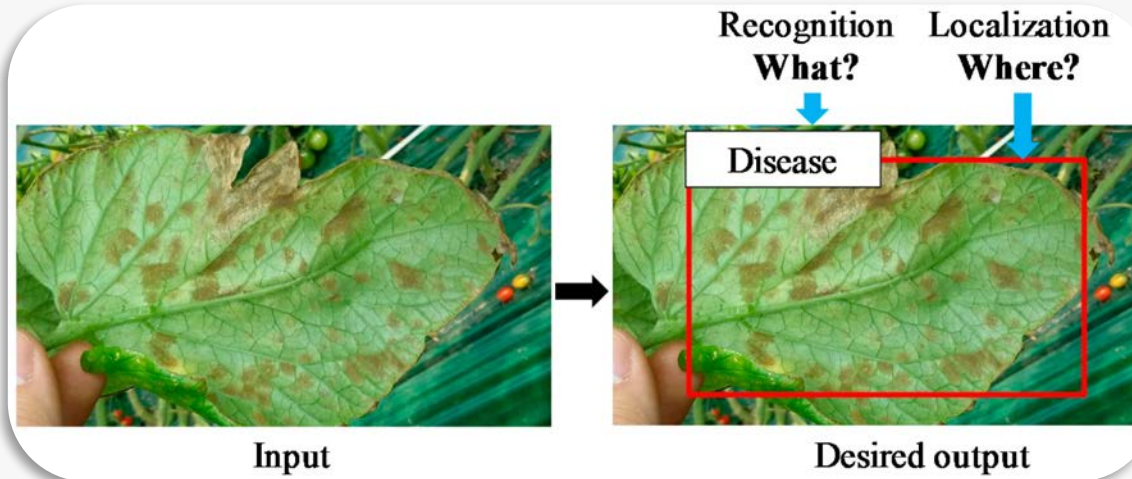 Recognition
What?
Localization
Where?
Disease
Input
Desired output